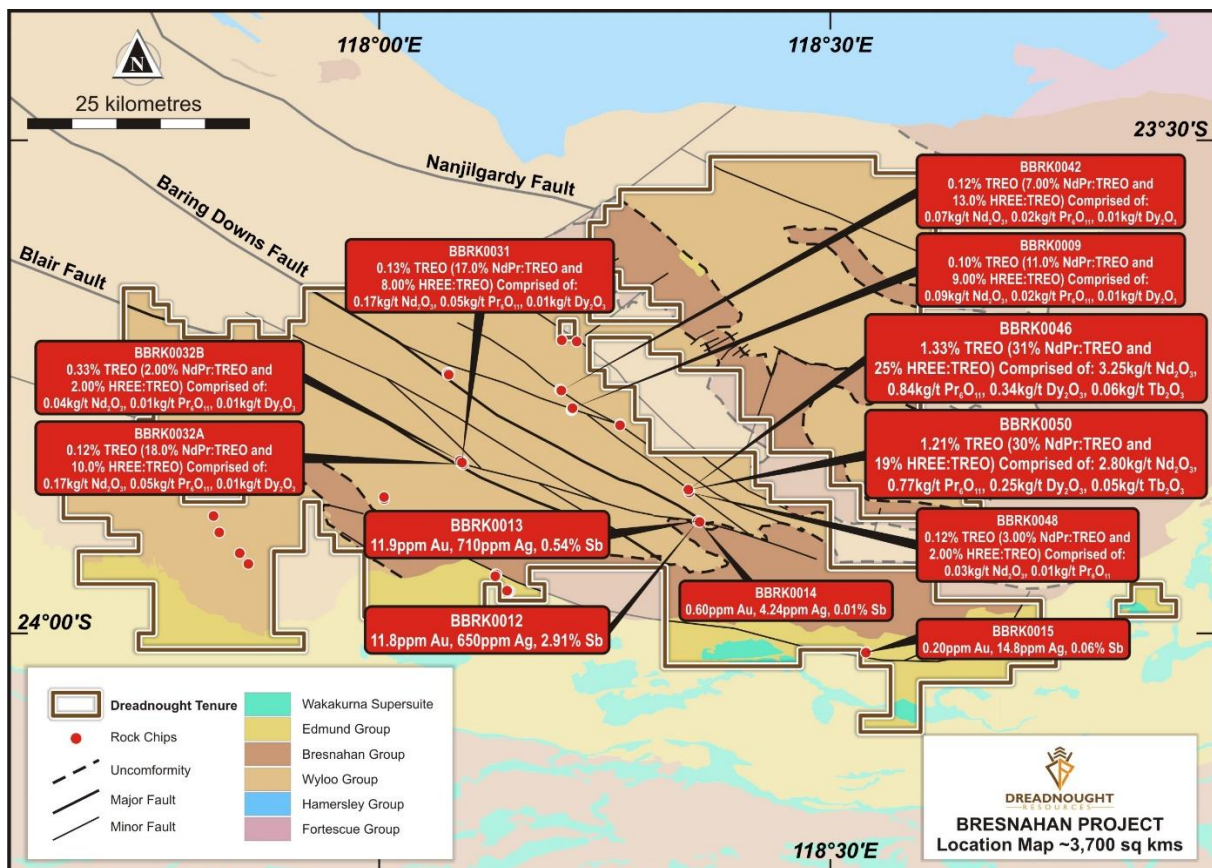 118°00'E
118°30'E
N
25 kilometres
23°30'S
Nanjilgardy Fault
Baring Downs Fault
Blair Fault
BBRK0042
0.12% TREO (7.00% NdPr:TREO and
13.0% HREE:TREO) Comprised of:
0.07kg/t Nd₂O₃, 0.02kg/t Pr₆O₁₁, 0.01kg/t Dy₂O₃
BBRK0031
0.13% TREO (17.0% NdPr:TREO and
8.00% HREE:TREO) Comprised of:
0.17kg/t Nd₂O₃, 0.05kg/t Pr₆O₁₁, 0.01kg/t Dy₂O₃
BBRK0009
0.10% TREO (11.0% NdPr:TREO and
9.00% HREE:TREO) Comprised of:
0.09kg/t Nd₂O₃, 0.02kg/t Pr₆O₁₁, 0.01kg/t Dy₂O₃
BBRK0046
1.33% TREO (31% NdPr:TREO and
25% HREE:TREO) Comprised of: 3.25kg/t Nd₂O₃,
0.84kg/t Pr₆O₁₁, 0.34kg/t Dy₂O₃, 0.06kg/t Tb₂O₃
BBRK0032B
0.33% TREO (2.00% NdPr:TREO and
2.00% HREE:TREO) Comprised of:
0.04kg/t Nd₂O₃, 0.01kg/t Pr₆O₁₁, 0.01kg/t Dy₂O₃
BBRK0032A
0.12% TREO (18.0% NdPr:TREO and
10.0% HREE:TREO) Comprised of:
0.17kg/t Nd₂O₃, 0.05kg/t Pr₆O₁₁, 0.01kg/t Dy₂O₃
BBRK0050
1.21% TREO (30% NdPr:TREO and
19% HREE:TREO) Comprised of: 2.80kg/t Nd₂O₃,
0.77kg/t Pr₆O₁₁, 0.25kg/t Dy₂O₃, 0.05kg/t Tb₂O₃
BBRK0013
11.9ppm Au, 710ppm Ag, 0.54% Sb
BBRK0048
0.12% TREO (3.00% NdPr:TREO and
2.00% HREE:TREO) Comprised of:
0.03kg/t Nd₂O₃, 0.01kg/t Pr₆O₁₁
BBRK0014
0.60ppm Au, 4.24ppm Ag, 0.01% Sb
BBRK0012
11.8ppm Au, 650ppm Ag, 2.91% Sb
BBRK0015
0.20ppm Au, 14.8ppm Ag, 0.06% Sb
24°00'S
Dreadnought Tenure
Rock Chips
Uncomformity
Major Fault
Minor Fault
Wakakurna Supersuite
Edmund Group
Bresnahan Group
Wyloo Group
Hamersley Group
Fortescue Group
118°30'E
DREADNOUGHT
RESOURCES
BRESNAHAN PROJECT
Location Map ~3,700 sq kms